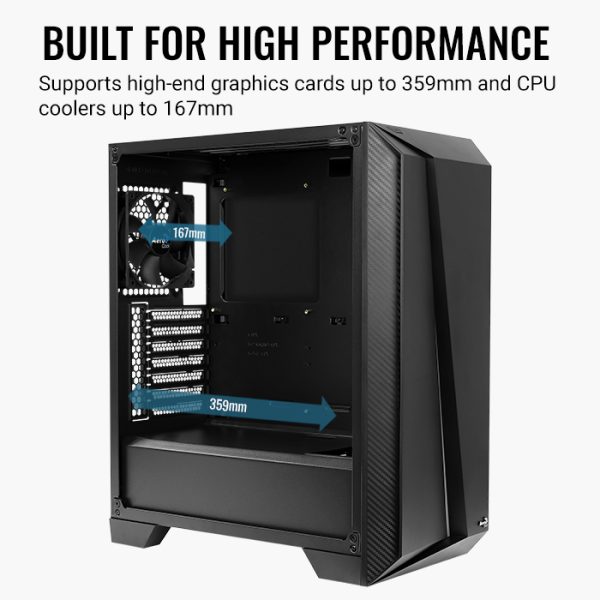 BUILT FOR HIGH PERFORMANCE
Supports high-end graphics cards up to 359mm and CPU
coolers up to 167mm
167mm
359mm